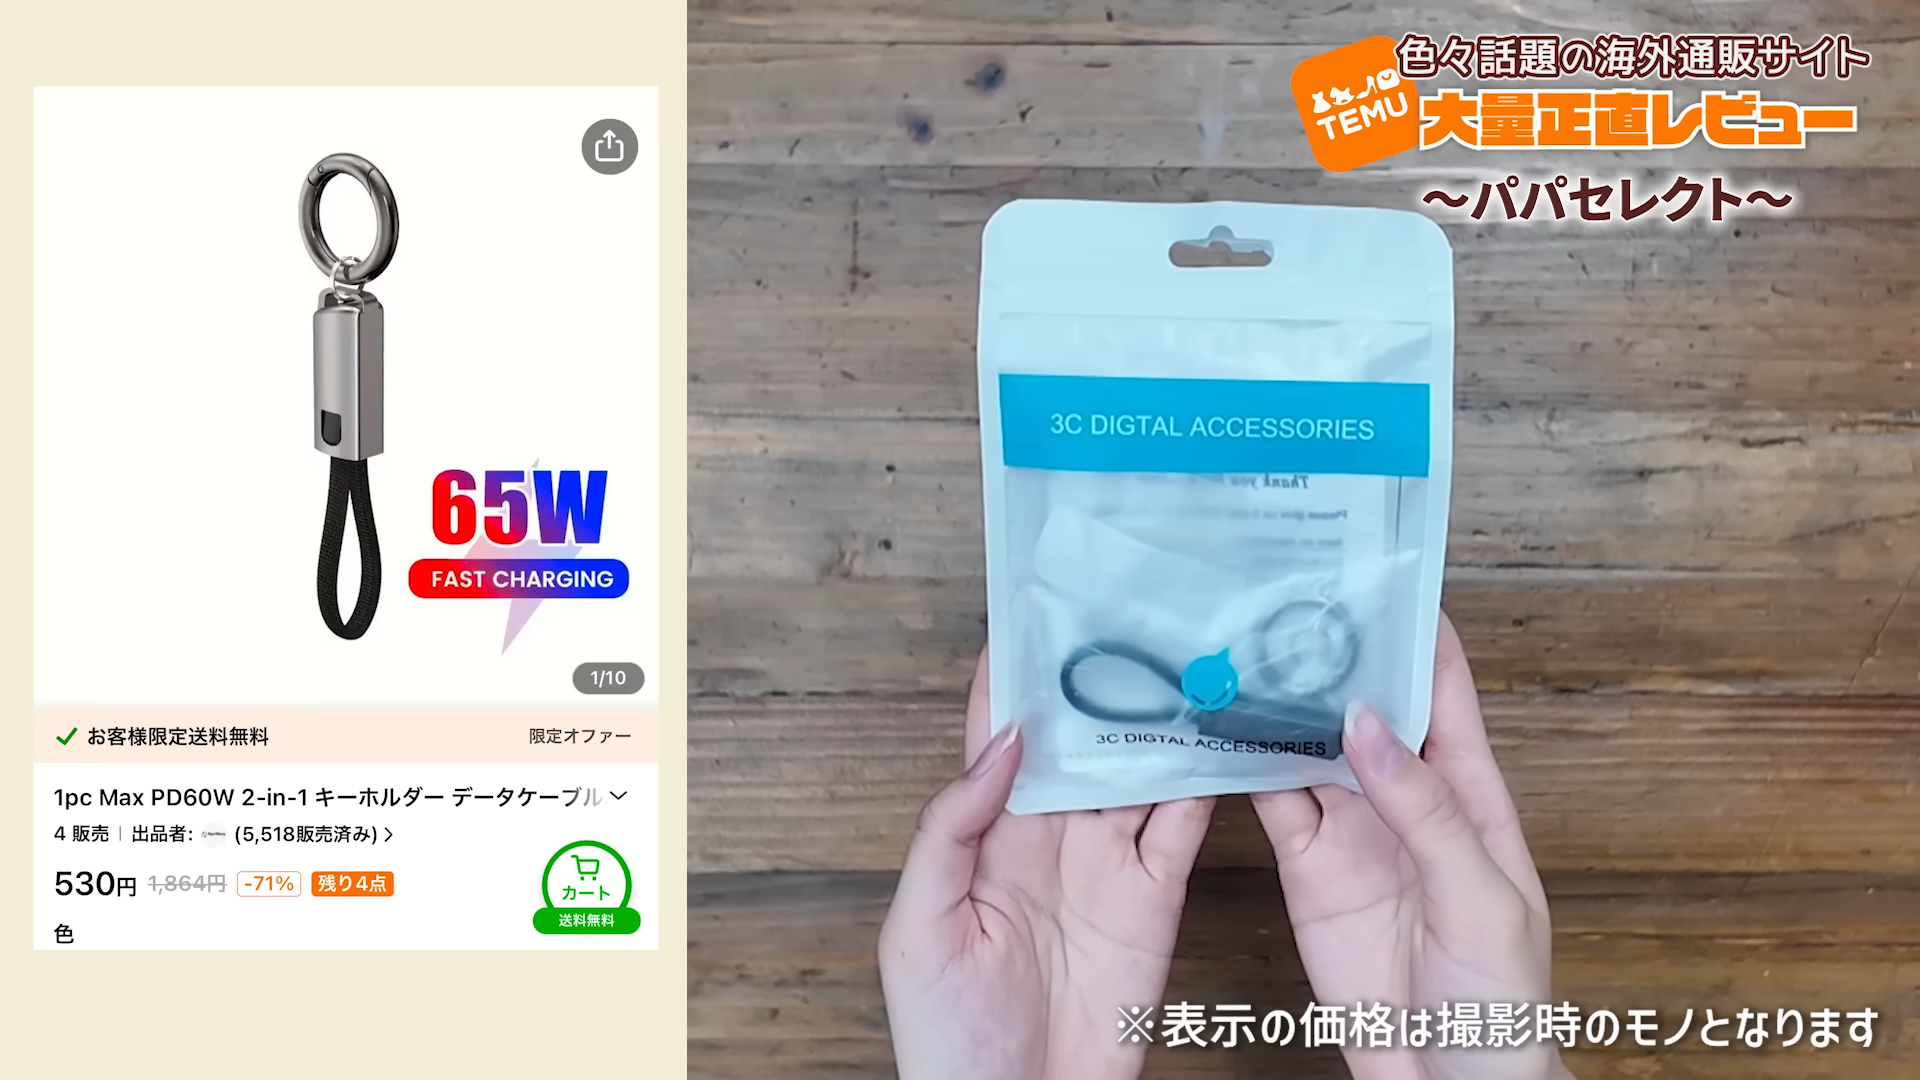 65W
FAST CHARGING
1/10
お客様限定送料無料
限定オファー
1pc Max PD60W 2-in-1 キーホルダー データケーブル
4 販売 | 出品者: (5,518販売済み)
530円 1,864円 -71% 残り4点
カート
送料無料
色
TEMU
色々話題の海外通販サイト
大量正直レビュー
～パパセレクト～
3C DIGTAL ACCESSORIES
Thank you
3C DIGTAL ACCESSORIES
※表示の価格は撮影時のモノとなります